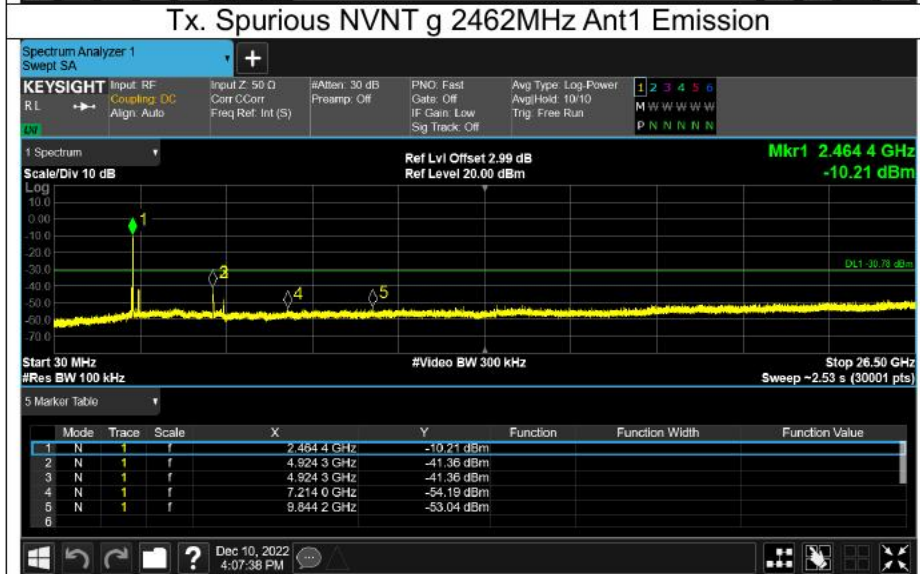 Tx. Spurious NVNT g 2462MHz Ant1 Emission
Spectrum Analyzer 1
Swept SA
+
KEYSIGHT
RL
Input: RF
Coupling: DC
Align: Auto
Input Z: 50 Ω
Corr CCorr
Freq Ref: Int (S)
#Atten: 30 dB
Preamp: Off
PNO: Fast
Gate: Off
IF Gain: Low
Sig Track: Off
Avg Type: Log-Power
Avg|Hold: 10/10
Trig: Free Run
1 2 3 4 5 6
M W W W W W
P N N N N N
1 Spectrum
Scale/Div 10 dB
Ref Lvl Offset 2.99 dB
Ref Level 20.00 dBm
Mkr1 2.464 4 GHz
-10.21 dBm
Log
10.0
0.00
-10.0
-20.0
-30.0
-40.0
-50.0
-60.0
-70.0
1
4
5
DL1 -30.78 dBm
Start 30 MHz
#Res BW 100 kHz
#Video BW 300 kHz
Stop 26.50 GHz
Sweep ~2.53 s (30001 pts)
5 Marker Table
Mode Trace Scale X Y Function Function Width Function Value
1 N 1 f 2.464 4 GHz -10.21 dBm
2 N 1 f 4.924 3 GHz -41.36 dBm
3 N 1 f 4.924 3 GHz -41.36 dBm
4 N 1 f 7.214 0 GHz -54.19 dBm
5 N 1 f 9.844 2 GHz -53.04 dBm
6
?
Dec 10, 2022
4:07:38 PM